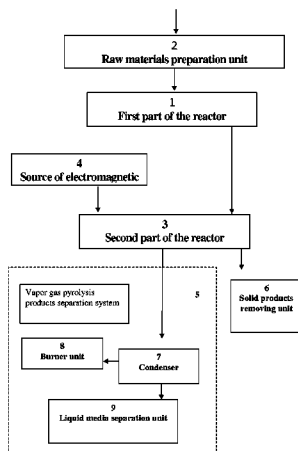 2
Raw materials preparation unit
1
First part of the reactor
4
Source of electromagnetic
3
Second part of the reactor
Vapor gas pyrolysis
products separation system
5
6
Solid products
removing unit
8
Burner unit
7
Condenser
9
Liquid media separation unit